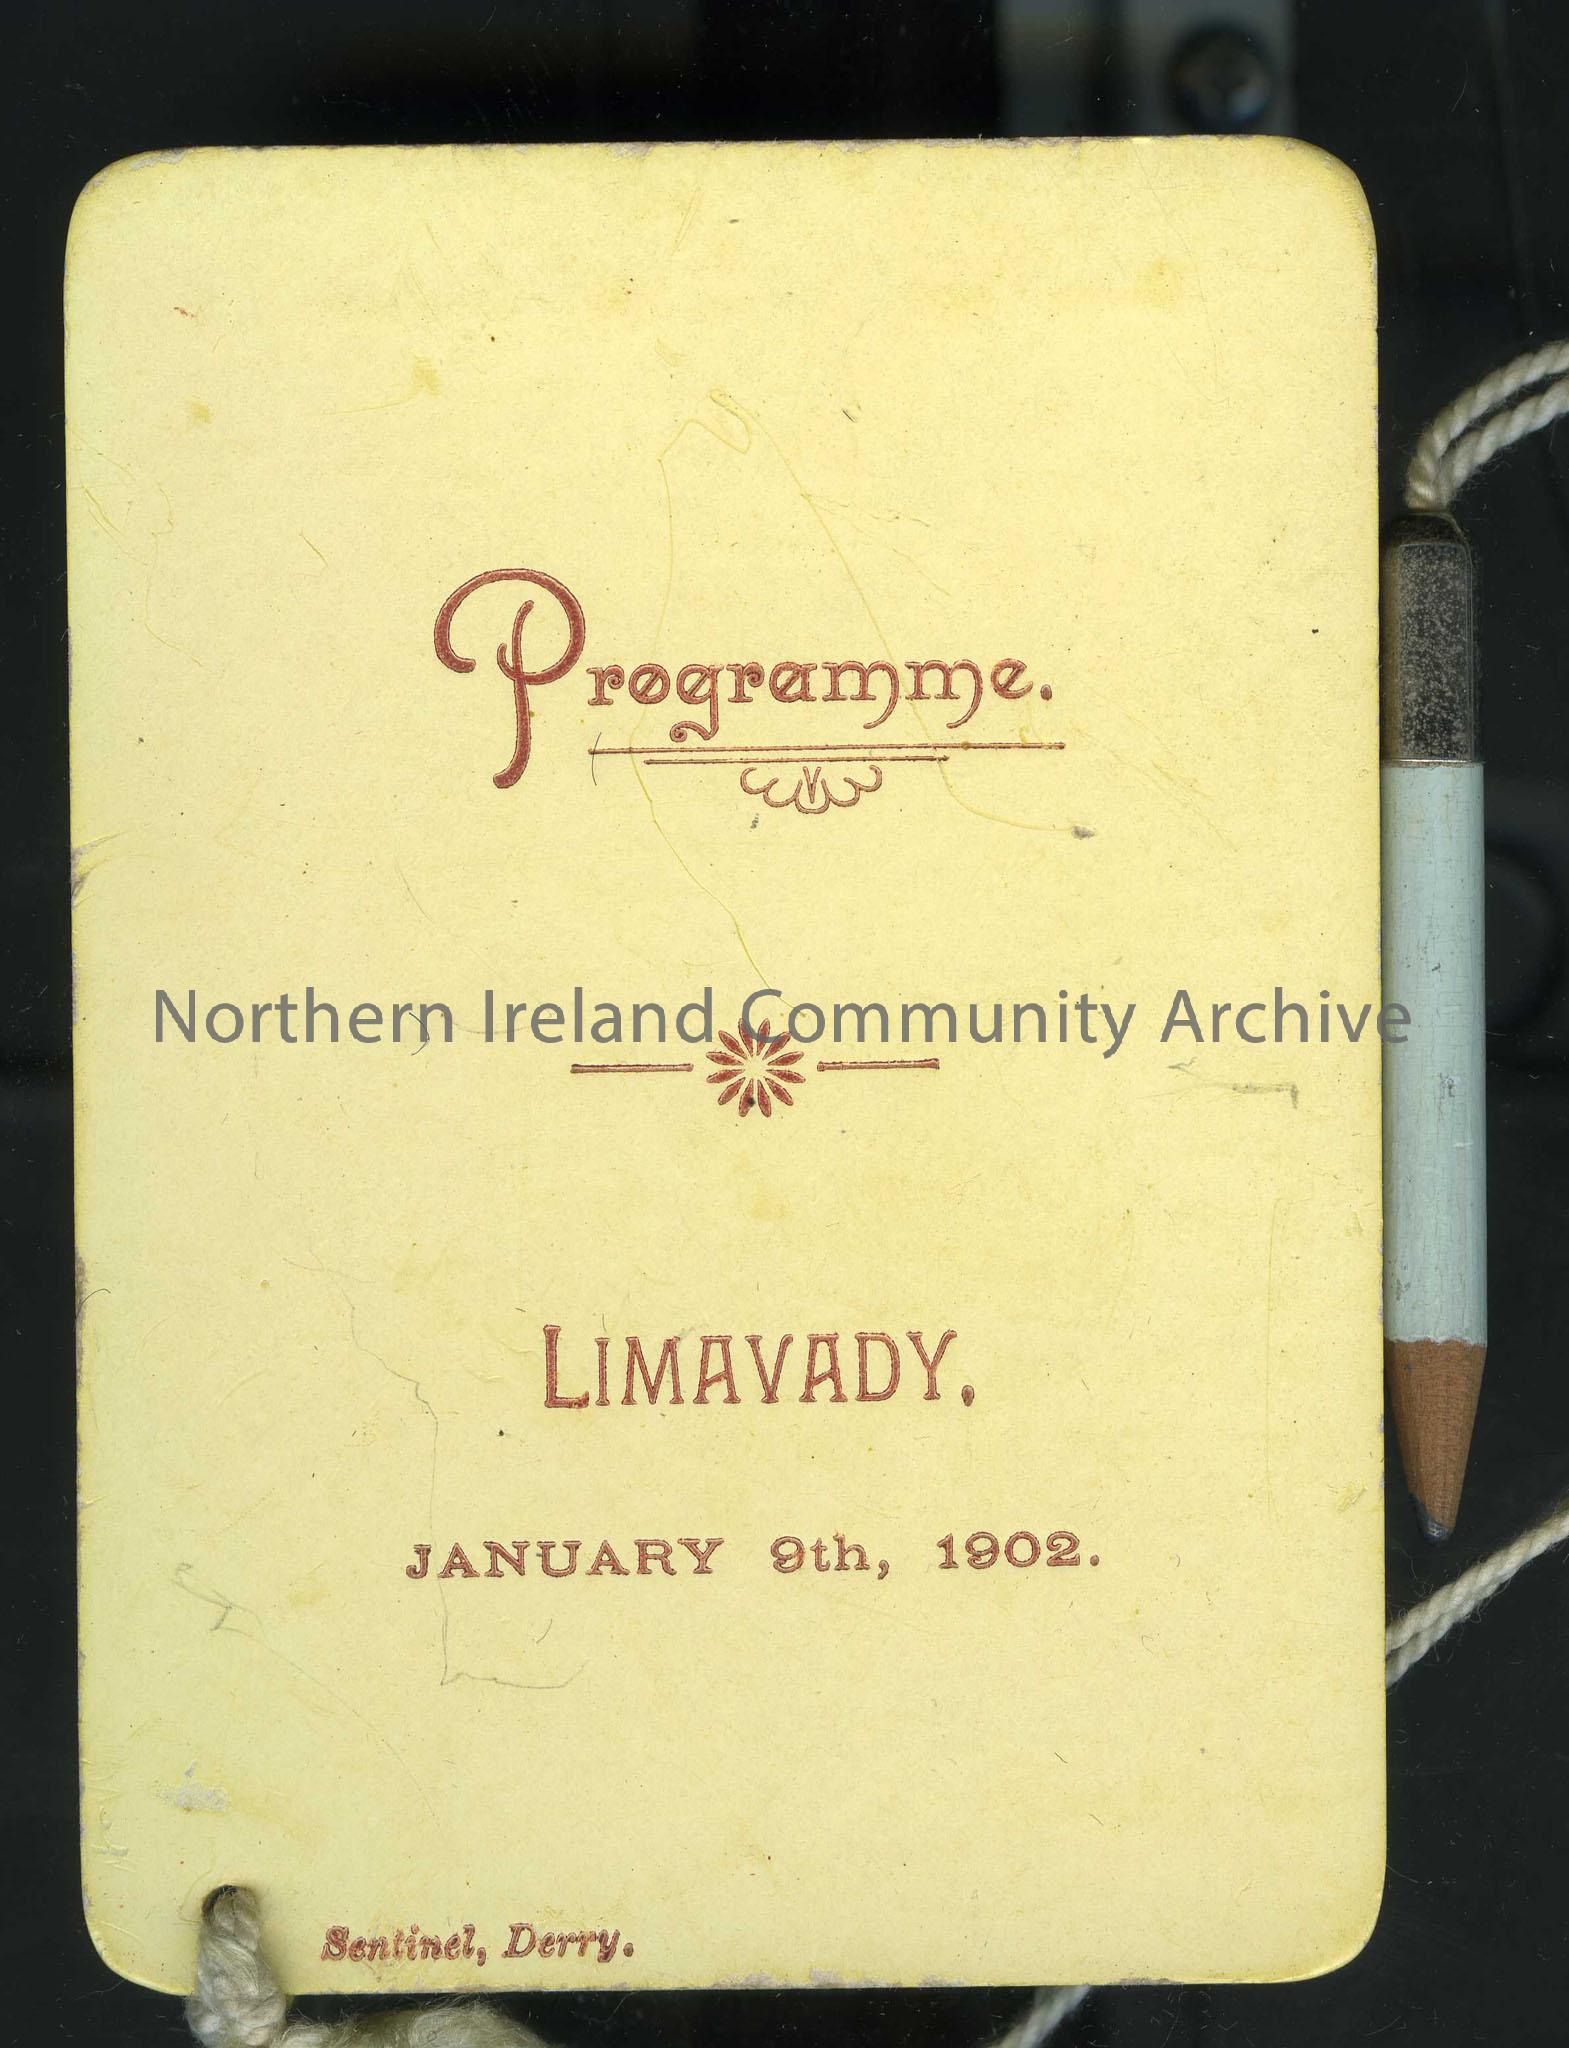 Programme.
Northern Ireland Community Archive
LIMAVADY.
JANUARY 9th, 1902.
Sentinel, Derry.